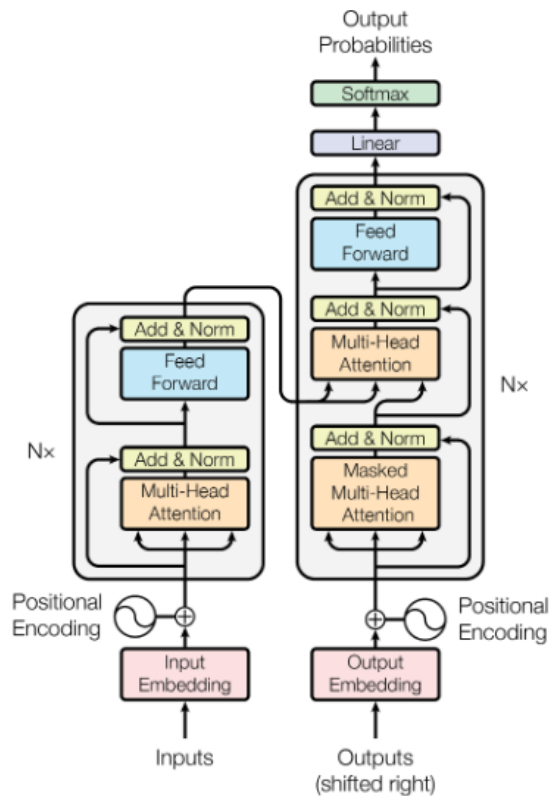 Output
Probabilities
Softmax
Linear
Add & Norm
Feed
Forward
Add & Norm
Multi-Head
Attention
Add & Norm
Masked
Multi-Head
Attention
N×
Add & Norm
Feed
Forward
Add & Norm
Multi-Head
Attention
N×
Positional
Encoding
Positional
Encoding
Input
Embedding
Output
Embedding
Inputs
Outputs
(shifted right)